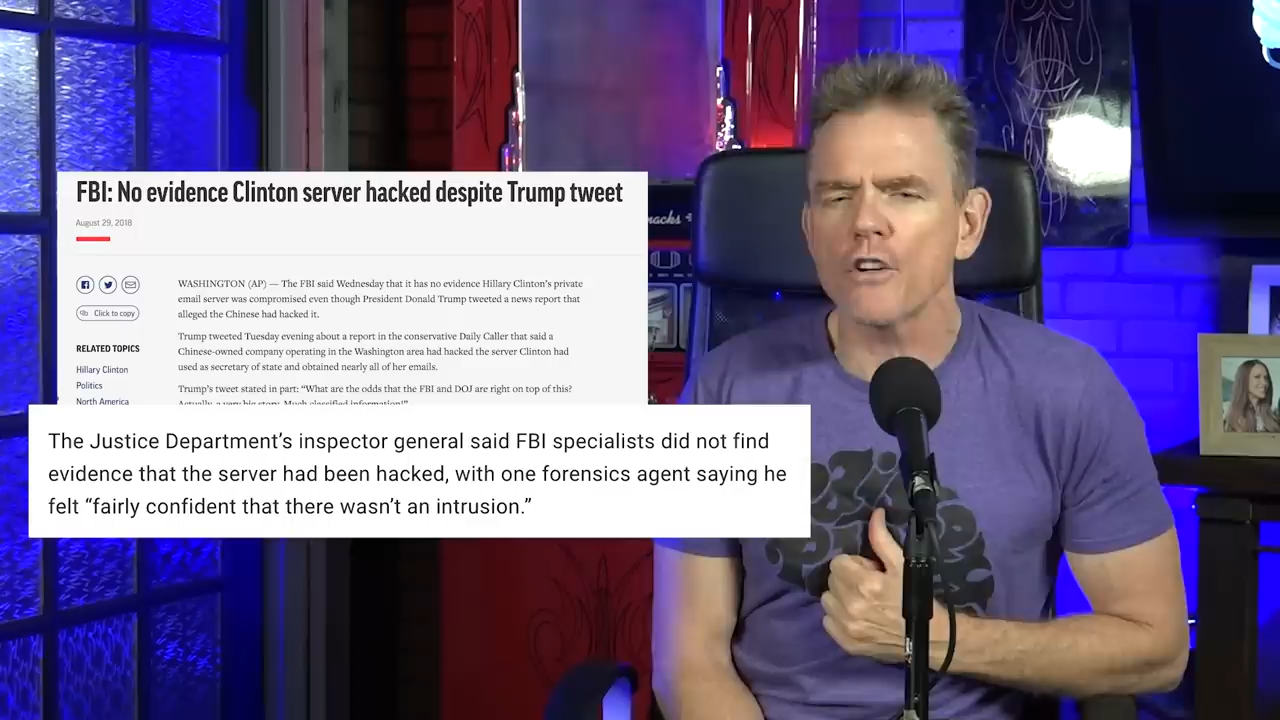 FBI: No evidence Clinton server hacked despite Trump tweet
August 29, 2018
Click to copy
RELATED TOPICS
Hillary Clinton
Politics
North America
WASHINGTON (AP) — The FBI said Wednesday that it has no evidence Hillary Clinton's private
email server was compromised even though President Donald Trump tweeted a news report that
alleged the Chinese had hacked it.
Trump tweeted Tuesday evening about a report in the conservative Daily Caller that said a
Chinese-owned company operating in the Washington area had hacked the server Clinton had
used as secretary of state and obtained nearly all of her emails.
Trump's tweet stated in part: “What are the odds that the FBI and DOJ are right on top of this?
Actually, a very big story. Much classified information!”
The Justice Department’s inspector general said FBI specialists did not find
evidence that the server had been hacked, with one forensics agent saying he
felt “fairly confident that there wasn’t an intrusion.”